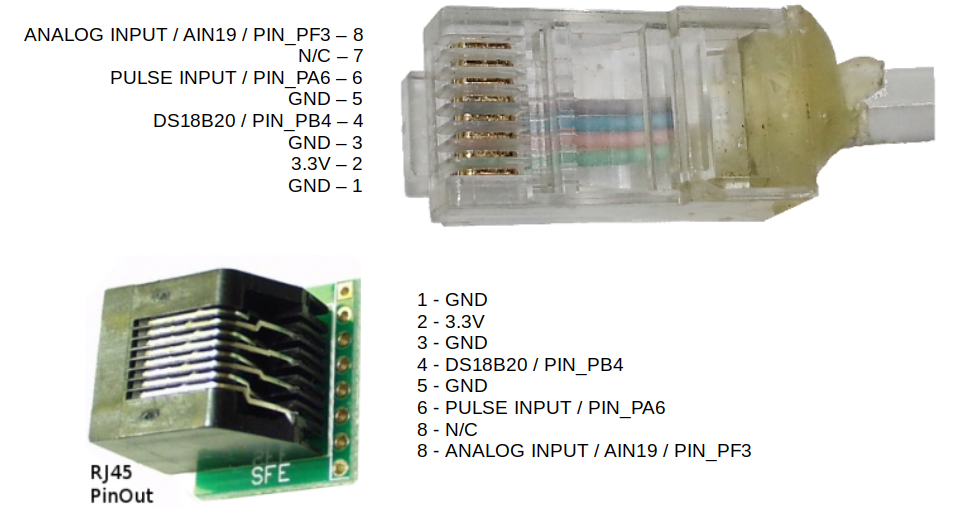 ANALOG INPUT / AIN19 / PIN_PF3 – 8
N/C – 7
PULSE INPUT / PIN_PA6 – 6
GND – 5
DS18B20 / PIN_PB4 – 4
GND – 3
3.3V – 2
GND – 1
1 - GND
2 - 3.3V
3 - GND
4 - DS18B20 / PIN_PB4
5 - GND
6 - PULSE INPUT / PIN_PA6
8 - N/C
8 - ANALOG INPUT / AIN19 / PIN_PF3
SFE
RJ45
PinOut